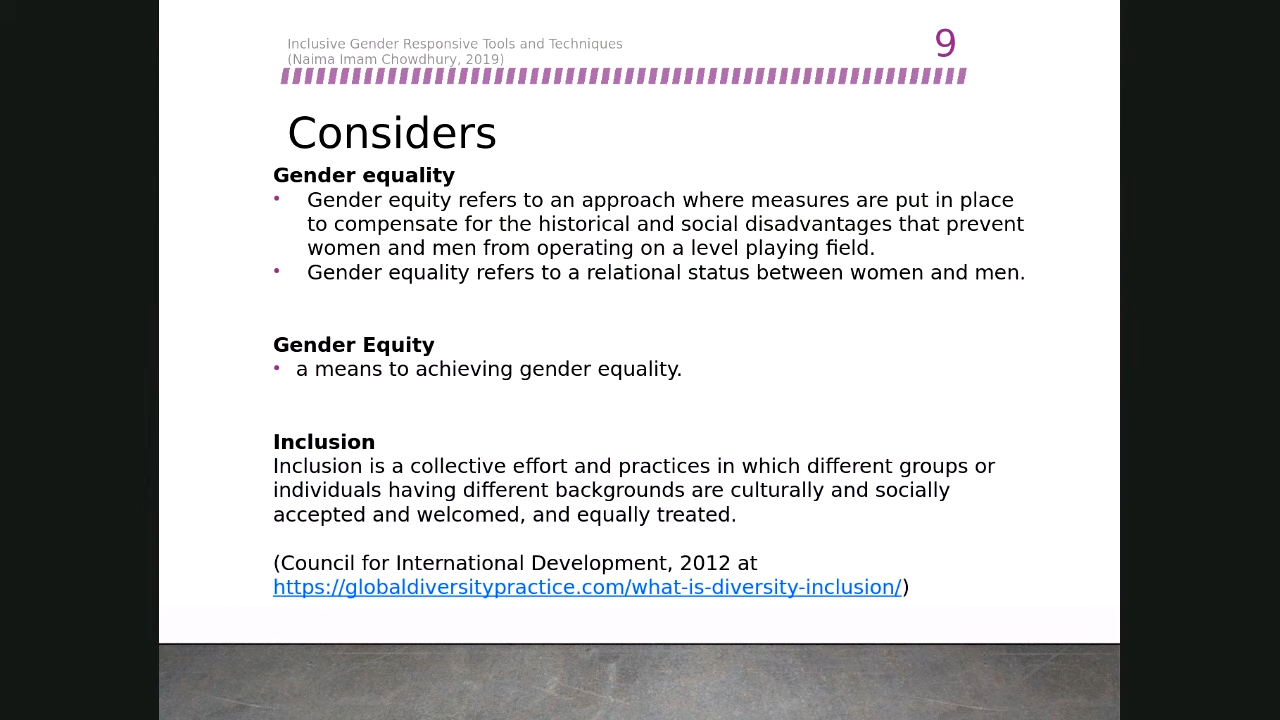 Inclusive Gender Responsive Tools and Techniques
(Naima Imam Chowdhury, 2019)
9
Considers
Gender equality
• Gender equity refers to an approach where measures are put in place
to compensate for the historical and social disadvantages that prevent
women and men from operating on a level playing field.
• Gender equality refers to a relational status between women and men.
Gender Equity
• a means to achieving gender equality.
Inclusion
Inclusion is a collective effort and practices in which different groups or
individuals having different backgrounds are culturally and socially
accepted and welcomed, and equally treated.
(Council for International Development, 2012 at
https://globaldiversitypractice.com/what-is-diversity-inclusion/)